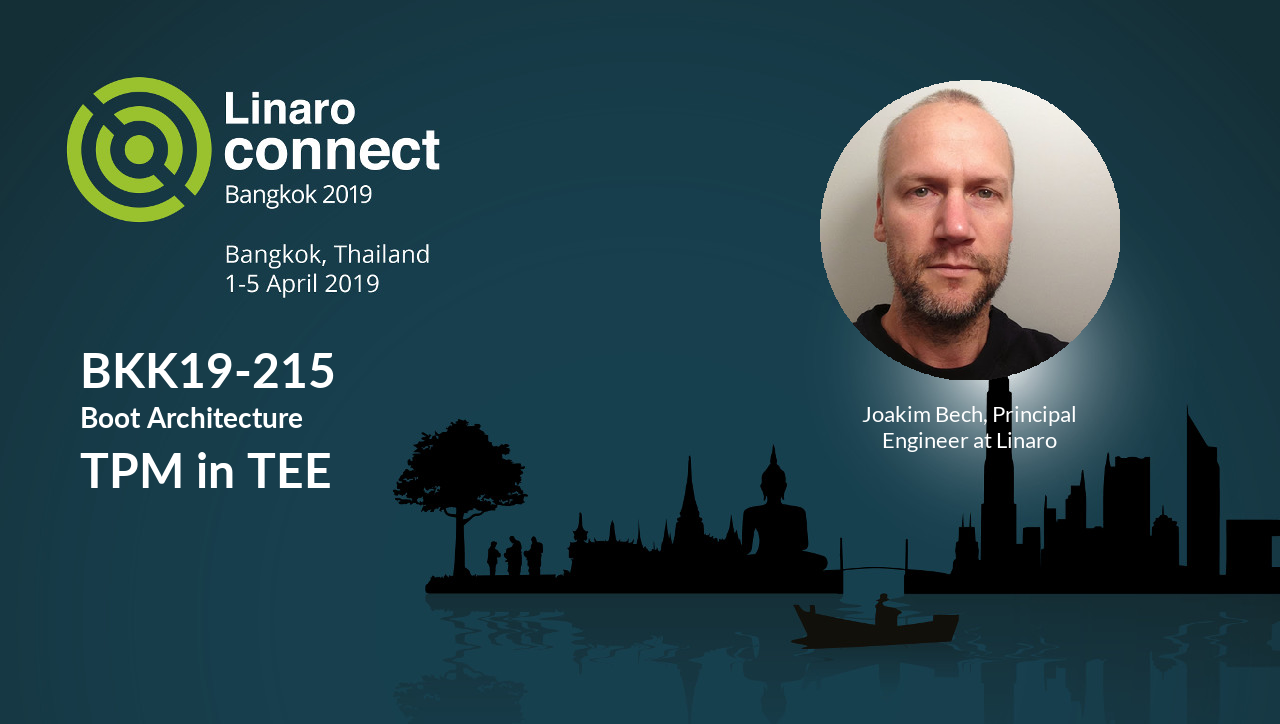 Linaro
connect
Bangkok 2019
Bangkok, Thailand
1-5 April 2019
BKK19-215
Boot Architecture
TPM in TEE
Joakim Bech, Principal
Engineer at Linaro